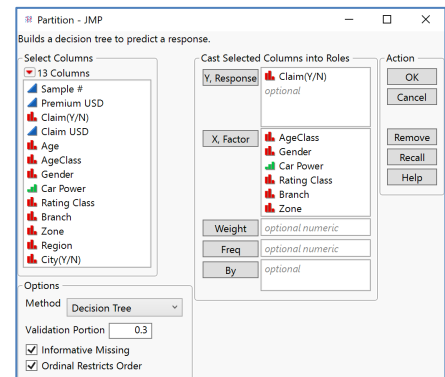 Partition - JMP
Builds a decision tree to predict a response.
Select Columns
13 Columns
Sample #
Premium USD
Claim(Y/N)
Claim USD
Age
AgeClass
Gender
Car Power
Rating Class
Branch
Zone
Region
City(Y/N)
Options
Method Decision Tree
Validation Portion 0.3
Informative Missing
Ordinal Restricts Order
Cast Selected Columns into Roles
Y, Response Claim(Y/N)
optional
X, Factor AgeClass
Gender
Car Power
Rating Class
Branch
Zone
Weight optional numeric
Freq optional numeric
By optional
Action
OK
Cancel
Remove
Recall
Help